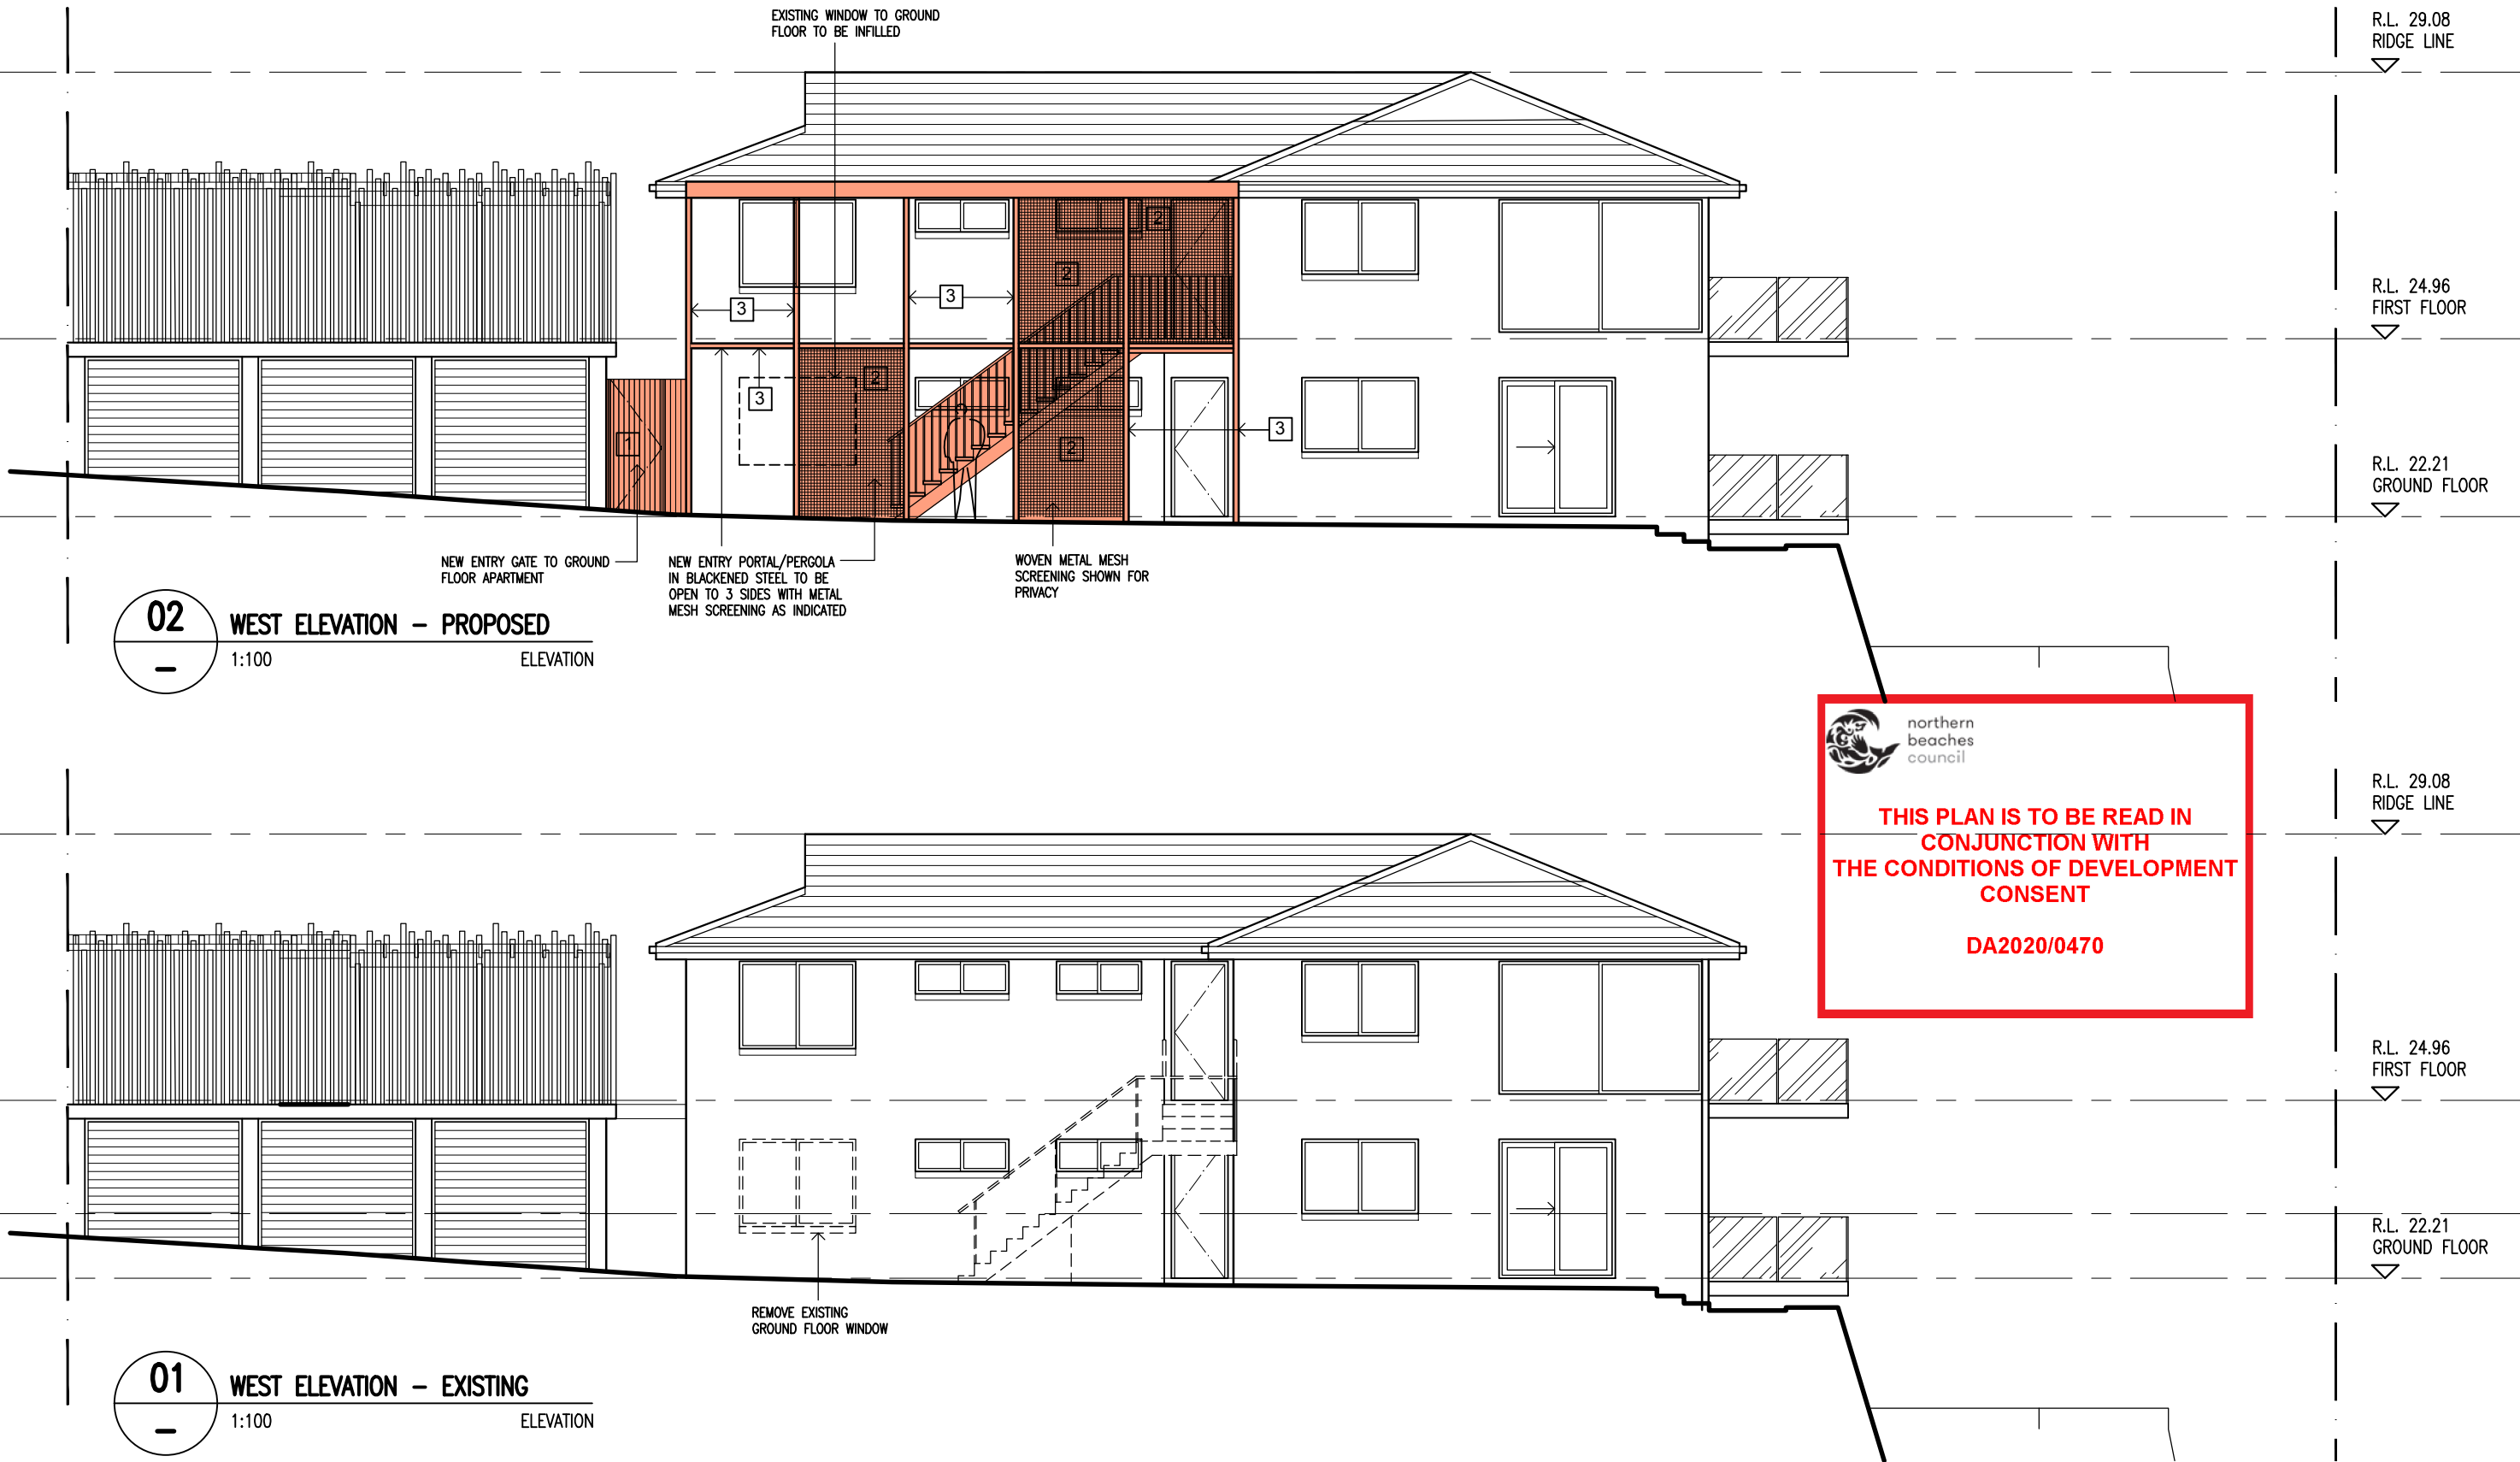 EXISTING WINDOW TO GROUND
FLOOR TO BE INFILLED
R.L. 29.08
RIDGE LINE
2
2
3
3
R.L. 24.96
FIRST FLOOR
2
3
3
1
2
R.L. 22.21
GROUND FLOOR
NEW ENTRY GATE TO GROUND
FLOOR APARTMENT
NEW ENTRY PORTAL/PERGOLA
IN BLACKENED STEEL TO BE
OPEN TO 3 SIDES WITH METAL
MESH SCREENING AS INDICATED
WOVEN METAL MESH
SCREENING SHOWN FOR
PRIVACY
02
–
WEST ELEVATION – PROPOSED
1:100
ELEVATION
northern
beaches
council
THIS PLAN IS TO BE READ IN
CONJUNCTION WITH
THE CONDITIONS OF DEVELOPMENT
CONSENT
DA2020/0470
R.L. 29.08
RIDGE LINE
R.L. 24.96
FIRST FLOOR
R.L. 22.21
GROUND FLOOR
REMOVE EXISTING
GROUND FLOOR WINDOW
01
–
WEST ELEVATION – EXISTING
1:100
ELEVATION